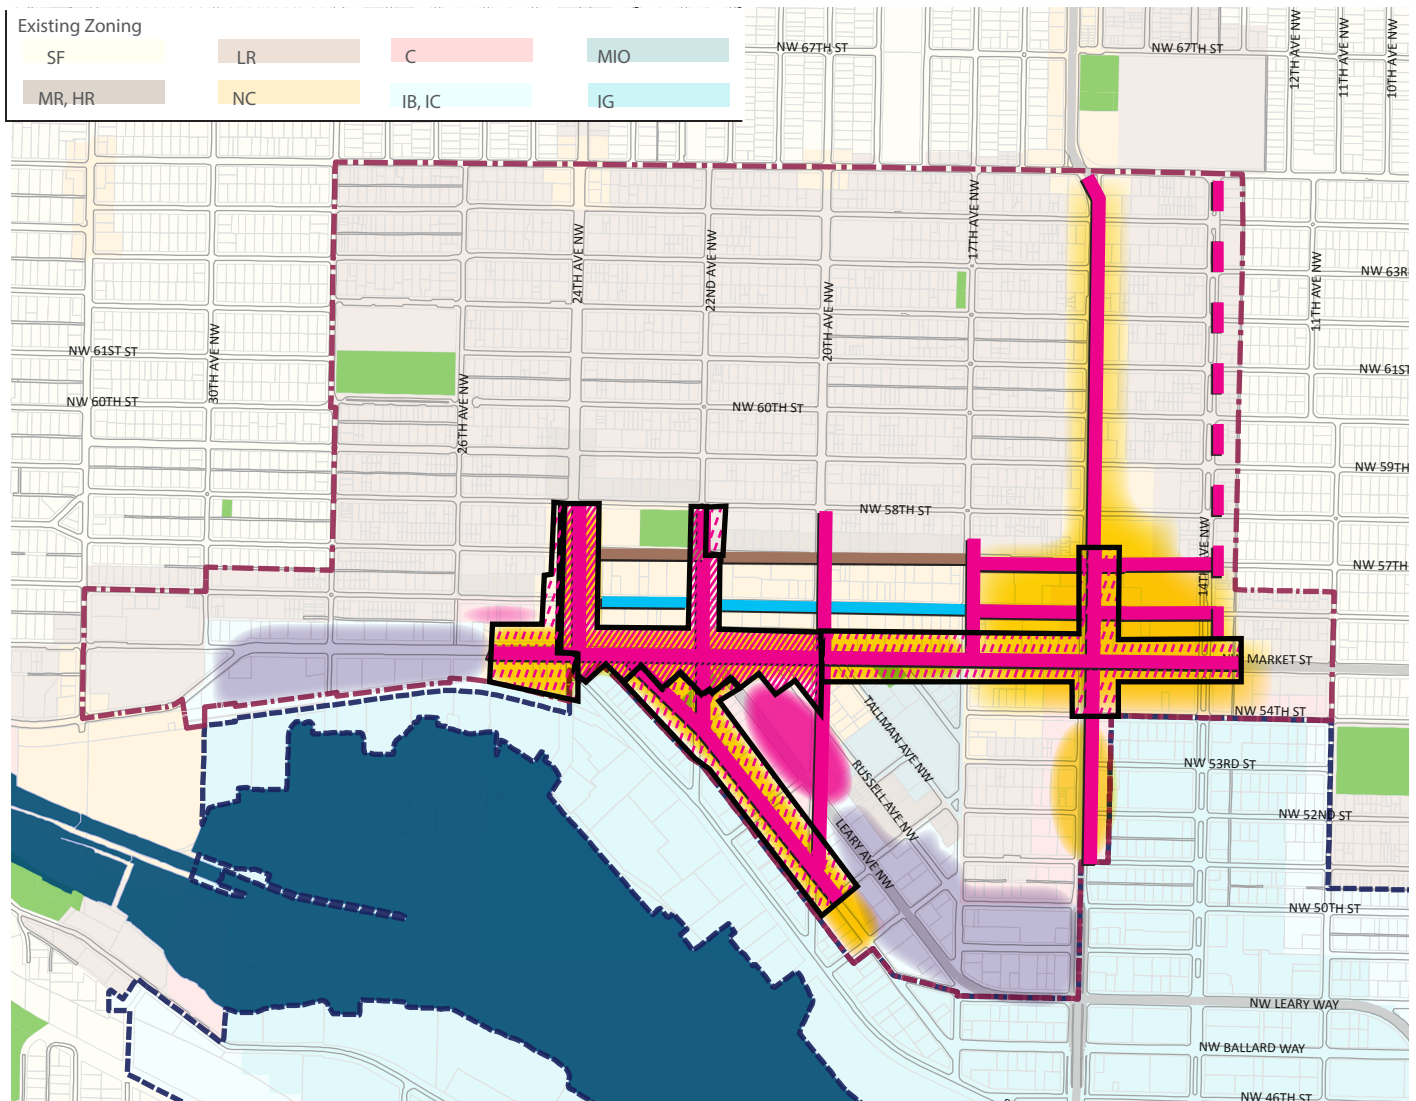 Existing Zoning
SF
LR
C
MIO
MR, HR
NC
IB, IC
IG
NW 67TH ST
NW 67TH ST
12TH AVE NW
11TH AVE NW
10TH AVE NW
17TH AVE NW
24TH AVE NW
22ND AVE NW
20TH AVE NW
11TH AVE NW
NW 63R
30TH AVE NW
NW 61ST ST
NW 61ST
26TH AVE NW
NW 60TH ST
NW 60TH ST
NW 59TH
NW 58TH ST
14TH AVE NW
NW 57TH
MARKET ST
NW 54TH ST
TALLMAN AVE NW
RUSSELL AVE NW
LEARY AVE NW
NW 53RD ST
NW 52ND ST
NW 50TH ST
NW LEARY WAY
NW BALLARD WAY
NW 46TH ST